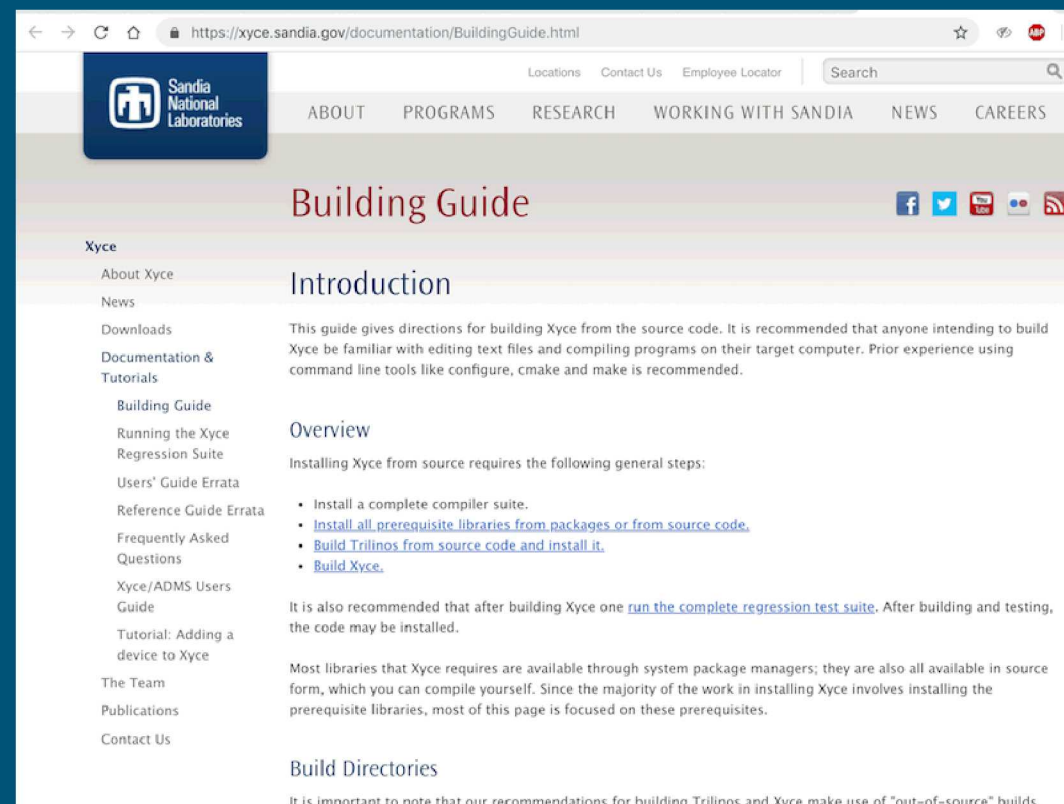 https://xyce.sandia.gov/documentation/BuildingGuide.html
ABP
Sandia
National
Laboratories
Locations Contact Us Employee Locator Search
ABOUT PROGRAMS RESEARCH WORKING WITH SANDIA NEWS CAREERS
Building Guide
You
Tube
Xyce
About Xyce
News
Downloads
Documentation &
Tutorials
Building Guide
Running the Xyce
Regression Suite
Users' Guide Errata
Reference Guide Errata
Frequently Asked
Questions
Xyce/ADMS Users
Guide
Tutorial: Adding a
device to Xyce
The Team
Publications
Contact Us
Introduction
This guide gives directions for building Xyce from the source code. It is recommended that anyone intending to build
Xyce be familiar with editing text files and compiling programs on their target computer. Prior experience using
command line tools like configure, cmake and make is recommended.
Overview
Installing Xyce from source requires the following general steps:
• Install a complete compiler suite.
• Install all prerequisite libraries from packages or from source code.
• Build Trilinos from source code and install it.
• Build Xyce.
It is also recommended that after building Xyce one run the complete regression test suite. After building and testing,
the code may be installed.
Most libraries that Xyce requires are available through system package managers; they are also all available in source
form, which you can compile yourself. Since the majority of the work in installing Xyce involves installing the
prerequisite libraries, most of this page is focused on these prerequisites.
Build Directories
It is important to note that our recommendations for building Trilinos and Xyce make use of "out-of-source" builds